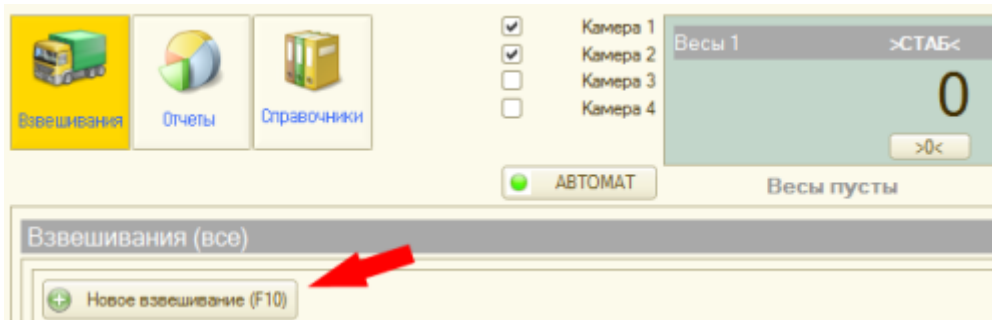 Взвешивания
Отчеты
Справочники
Камера 1
Камера 2
Камера 3
Камера 4
АВТОМАТ
Весы 1 >СТАБ<
0
>0<
Весы пусты
Взвешивания (все)
Новое взвешивание (F10)